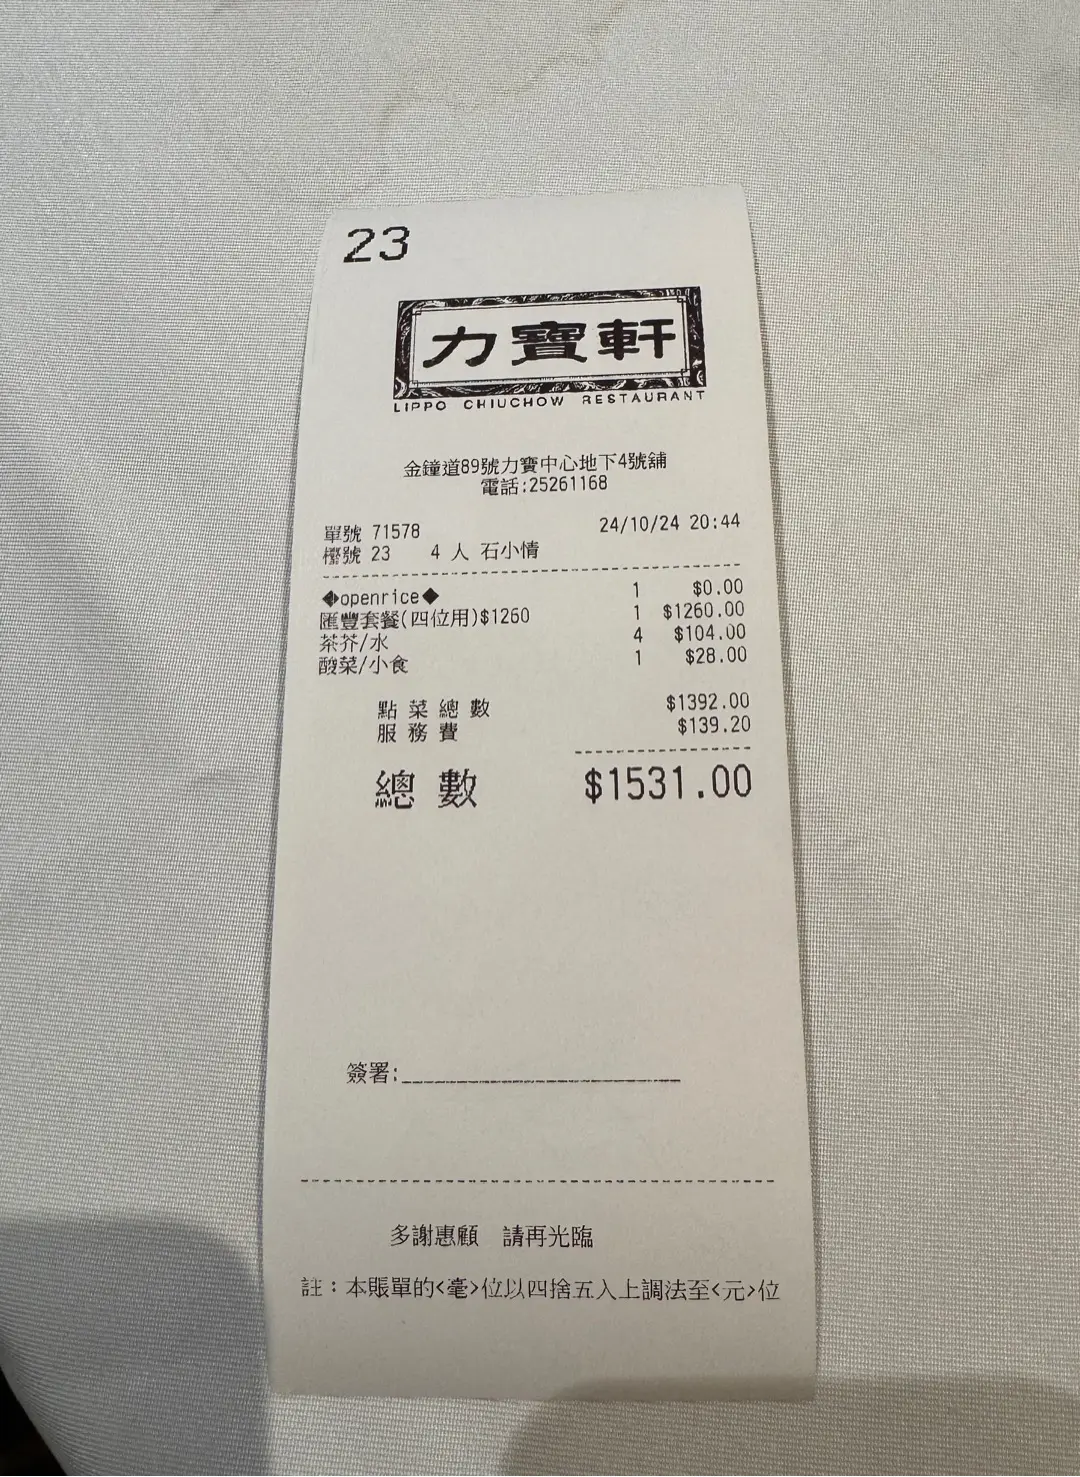 23
力寶軒
LIPPO CHIUCHOW RESTAURANT
金鐘道89號力寶中心地下4號舖
電話:25261168
單號 71578 24/10/24 20:44
檯號 23 4 人 石小情
◆openrice◆ 1 $0.00
匯豐套餐(四位用)$1260 1 $1260.00
茶芥/水 4 $104.00
酸菜/小食 1 $28.00
點菜總數 $1392.00
服務費 $139.20
總數 $1531.00
簽署:
多謝惠顧 請再光臨
註：本賬單的<毫>位以四捨五入上調法至<元>位